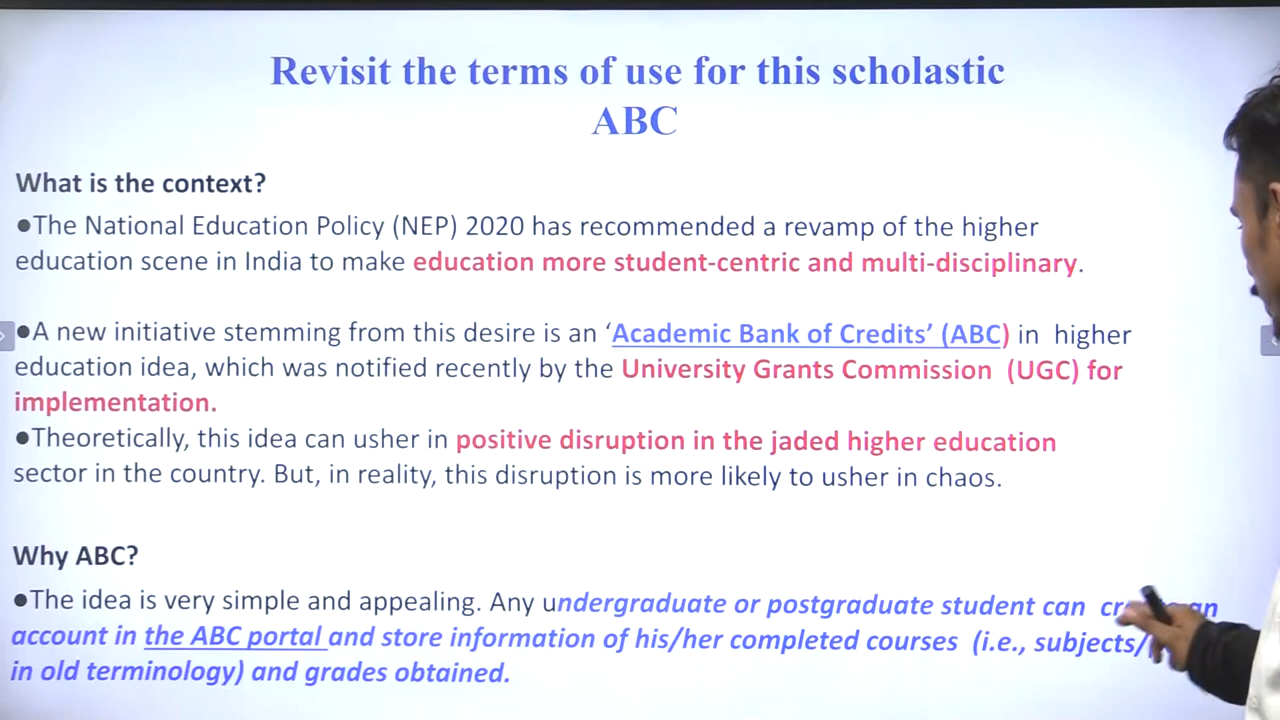 Revisit the terms of use for this scholastic
ABC
What is the context?
●The National Education Policy (NEP) 2020 has recommended a revamp of the higher
education scene in India to make education more student-centric and multi-disciplinary.
●A new initiative stemming from this desire is an ‘Academic Bank of Credits’ (ABC) in higher
education idea, which was notified recently by the University Grants Commission (UGC) for
implementation.
●Theoretically, this idea can usher in positive disruption in the jaded higher education
sector in the country. But, in reality, this disruption is more likely to usher in chaos.
Why ABC?
●The idea is very simple and appealing. Any undergraduate or postgraduate student can an
account in the ABC portal and store information of his/her completed courses (i.e., subjects/
in old terminology) and grades obtained.